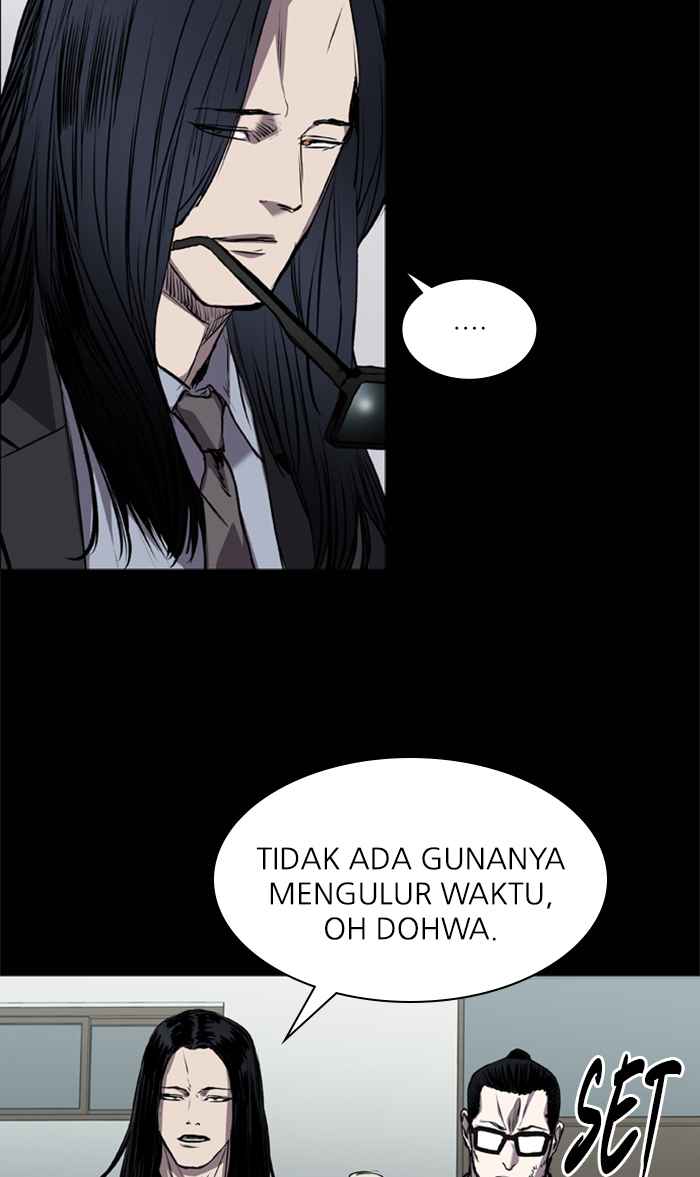 ....
TIDAK ADA GUNANYA
MENGULUR WAKTU,
OH DOHWA.
SET